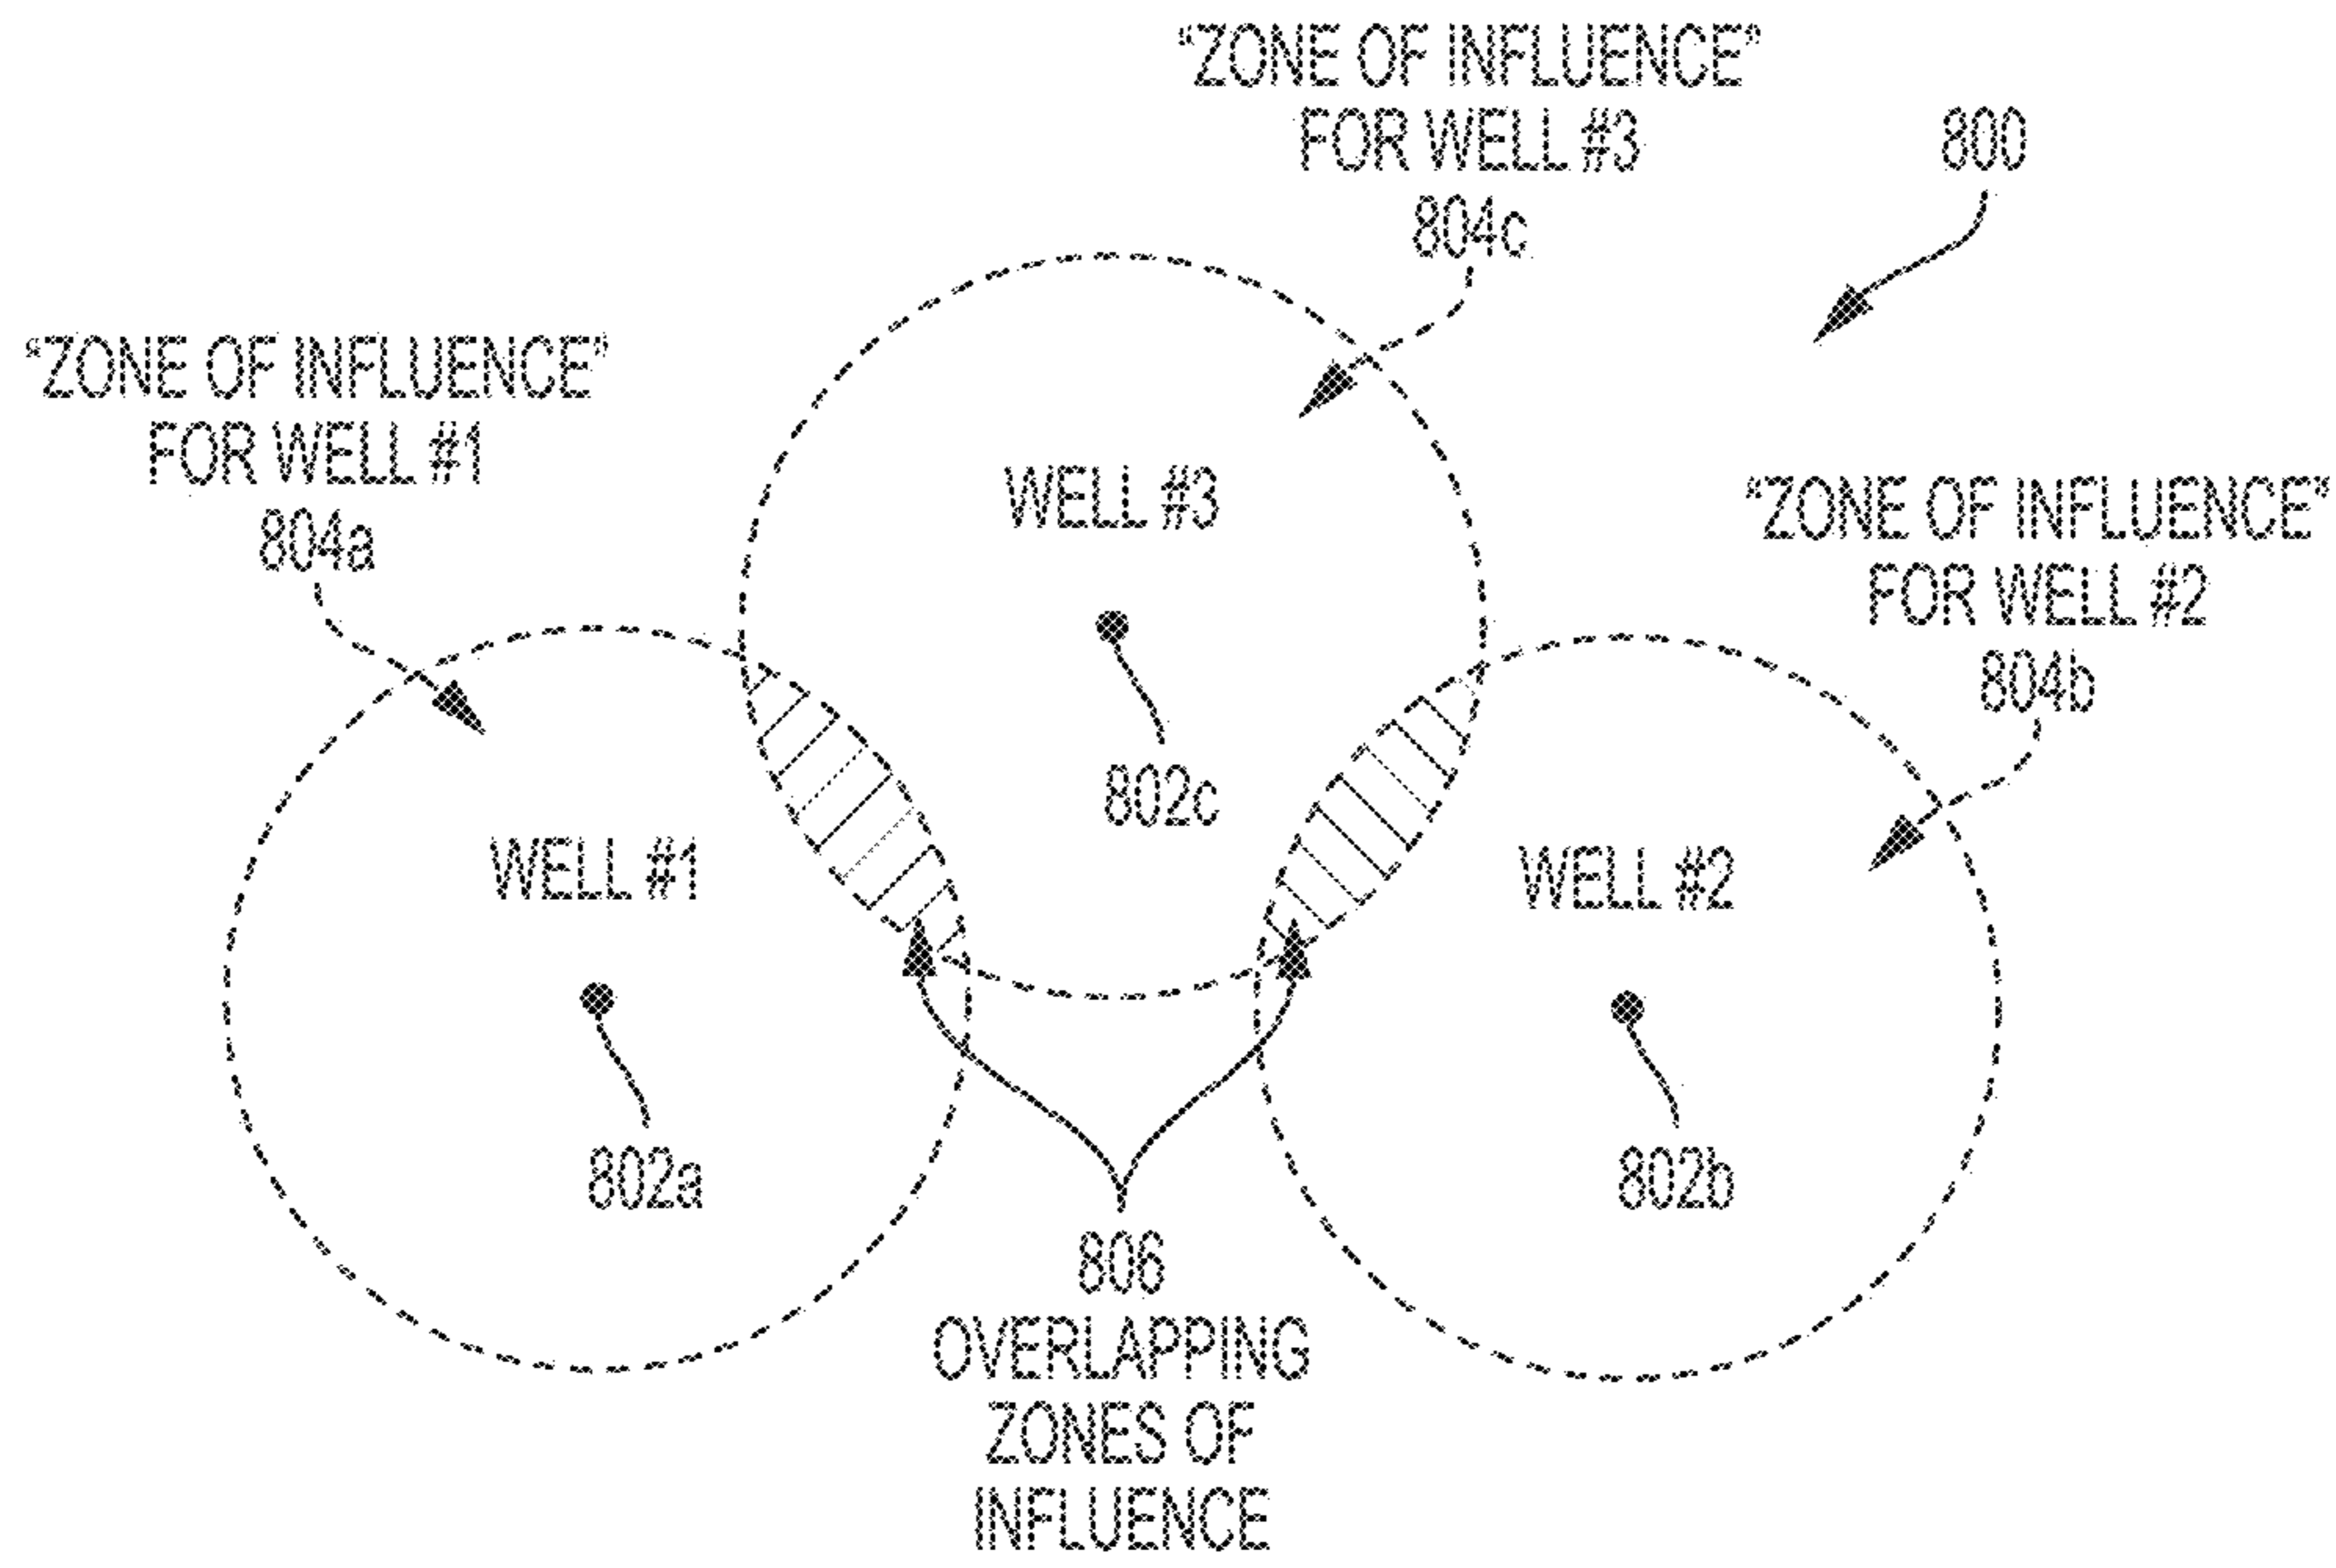 “ZONE OF INFLUENCE”
FOR WELL #3
804c
800
“ZONE OF INFLUENCE”
FOR WELL #1
804a
WELL #3
“ZONE OF INFLUENCE”
FOR WELL #2
804b
802c
WELL #1
WELL #2
802a
802b
806
OVERLAPPING
ZONES OF
INFLUENCE